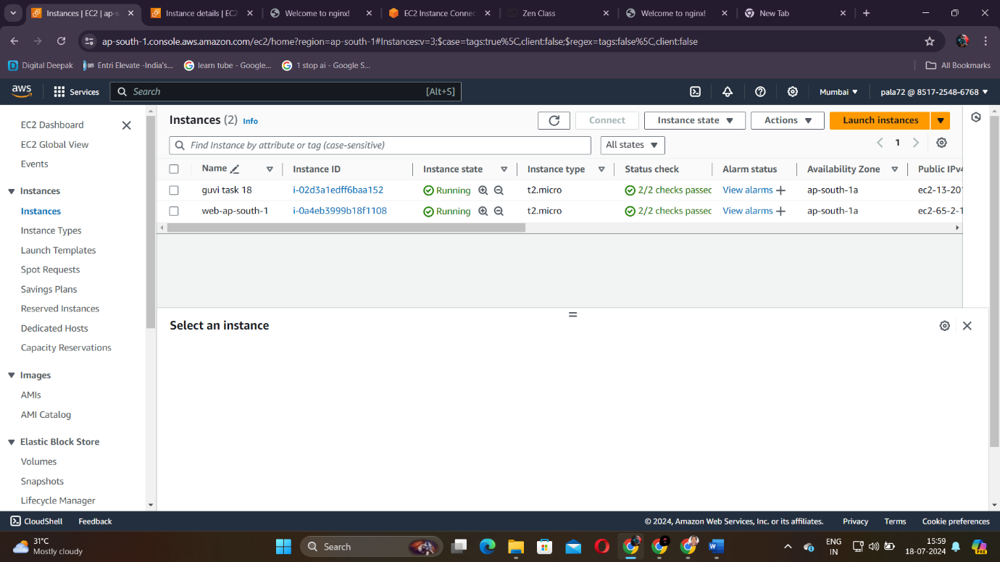 Instances | EC2 | ap-s
Instance details | EC2
Welcome to nginx!
EC2 Instance Connec
Zen Class
Welcome to nginx!
New Tab
ap-south-1.console.aws.amazon.com/ec2/home?region=ap-south-1#Instances:v=3;$case=tags:true%5C,client:false;$regex=tags:false%5C,client:false
Digital Deepak
Entri Elevate -India's...
learn tube - Google...
1 stop ai - Google S...
All Bookmarks
aws
Services
Search
[Alt+S]
Mumbai
pala72 @ 8517-2548-6768
EC2 Dashboard
EC2 Global View
Events
Instances
Instances
Instance Types
Launch Templates
Spot Requests
Savings Plans
Reserved Instances
Dedicated Hosts
Capacity Reservations
Images
AMIs
AMI Catalog
Elastic Block Store
Volumes
Snapshots
Lifecycle Manager
Instances (2) Info
Connect
Instance state
Actions
Launch instances
Find Instance by attribute or tag (case-sensitive)
All states
1
Name Instance ID Instance state Instance type Status check Alarm status Availability Zone Public IPv4
guvi task 18 i-02d3a1edff6baa152 Running t2.micro 2/2 checks passed View alarms ap-south-1a ec2-13-201
web-ap-south-1 i-0a4eb3999b18f1108 Running t2.micro 2/2 checks passed View alarms ap-south-1a ec2-65-2-1
Select an instance
CloudShell Feedback
© 2024, Amazon Web Services, Inc. or its affiliates. Privacy Terms Cookie preferences
31°C
Mostly cloudy
Search
ENG
IN
15:59
18-07-2024
PRE